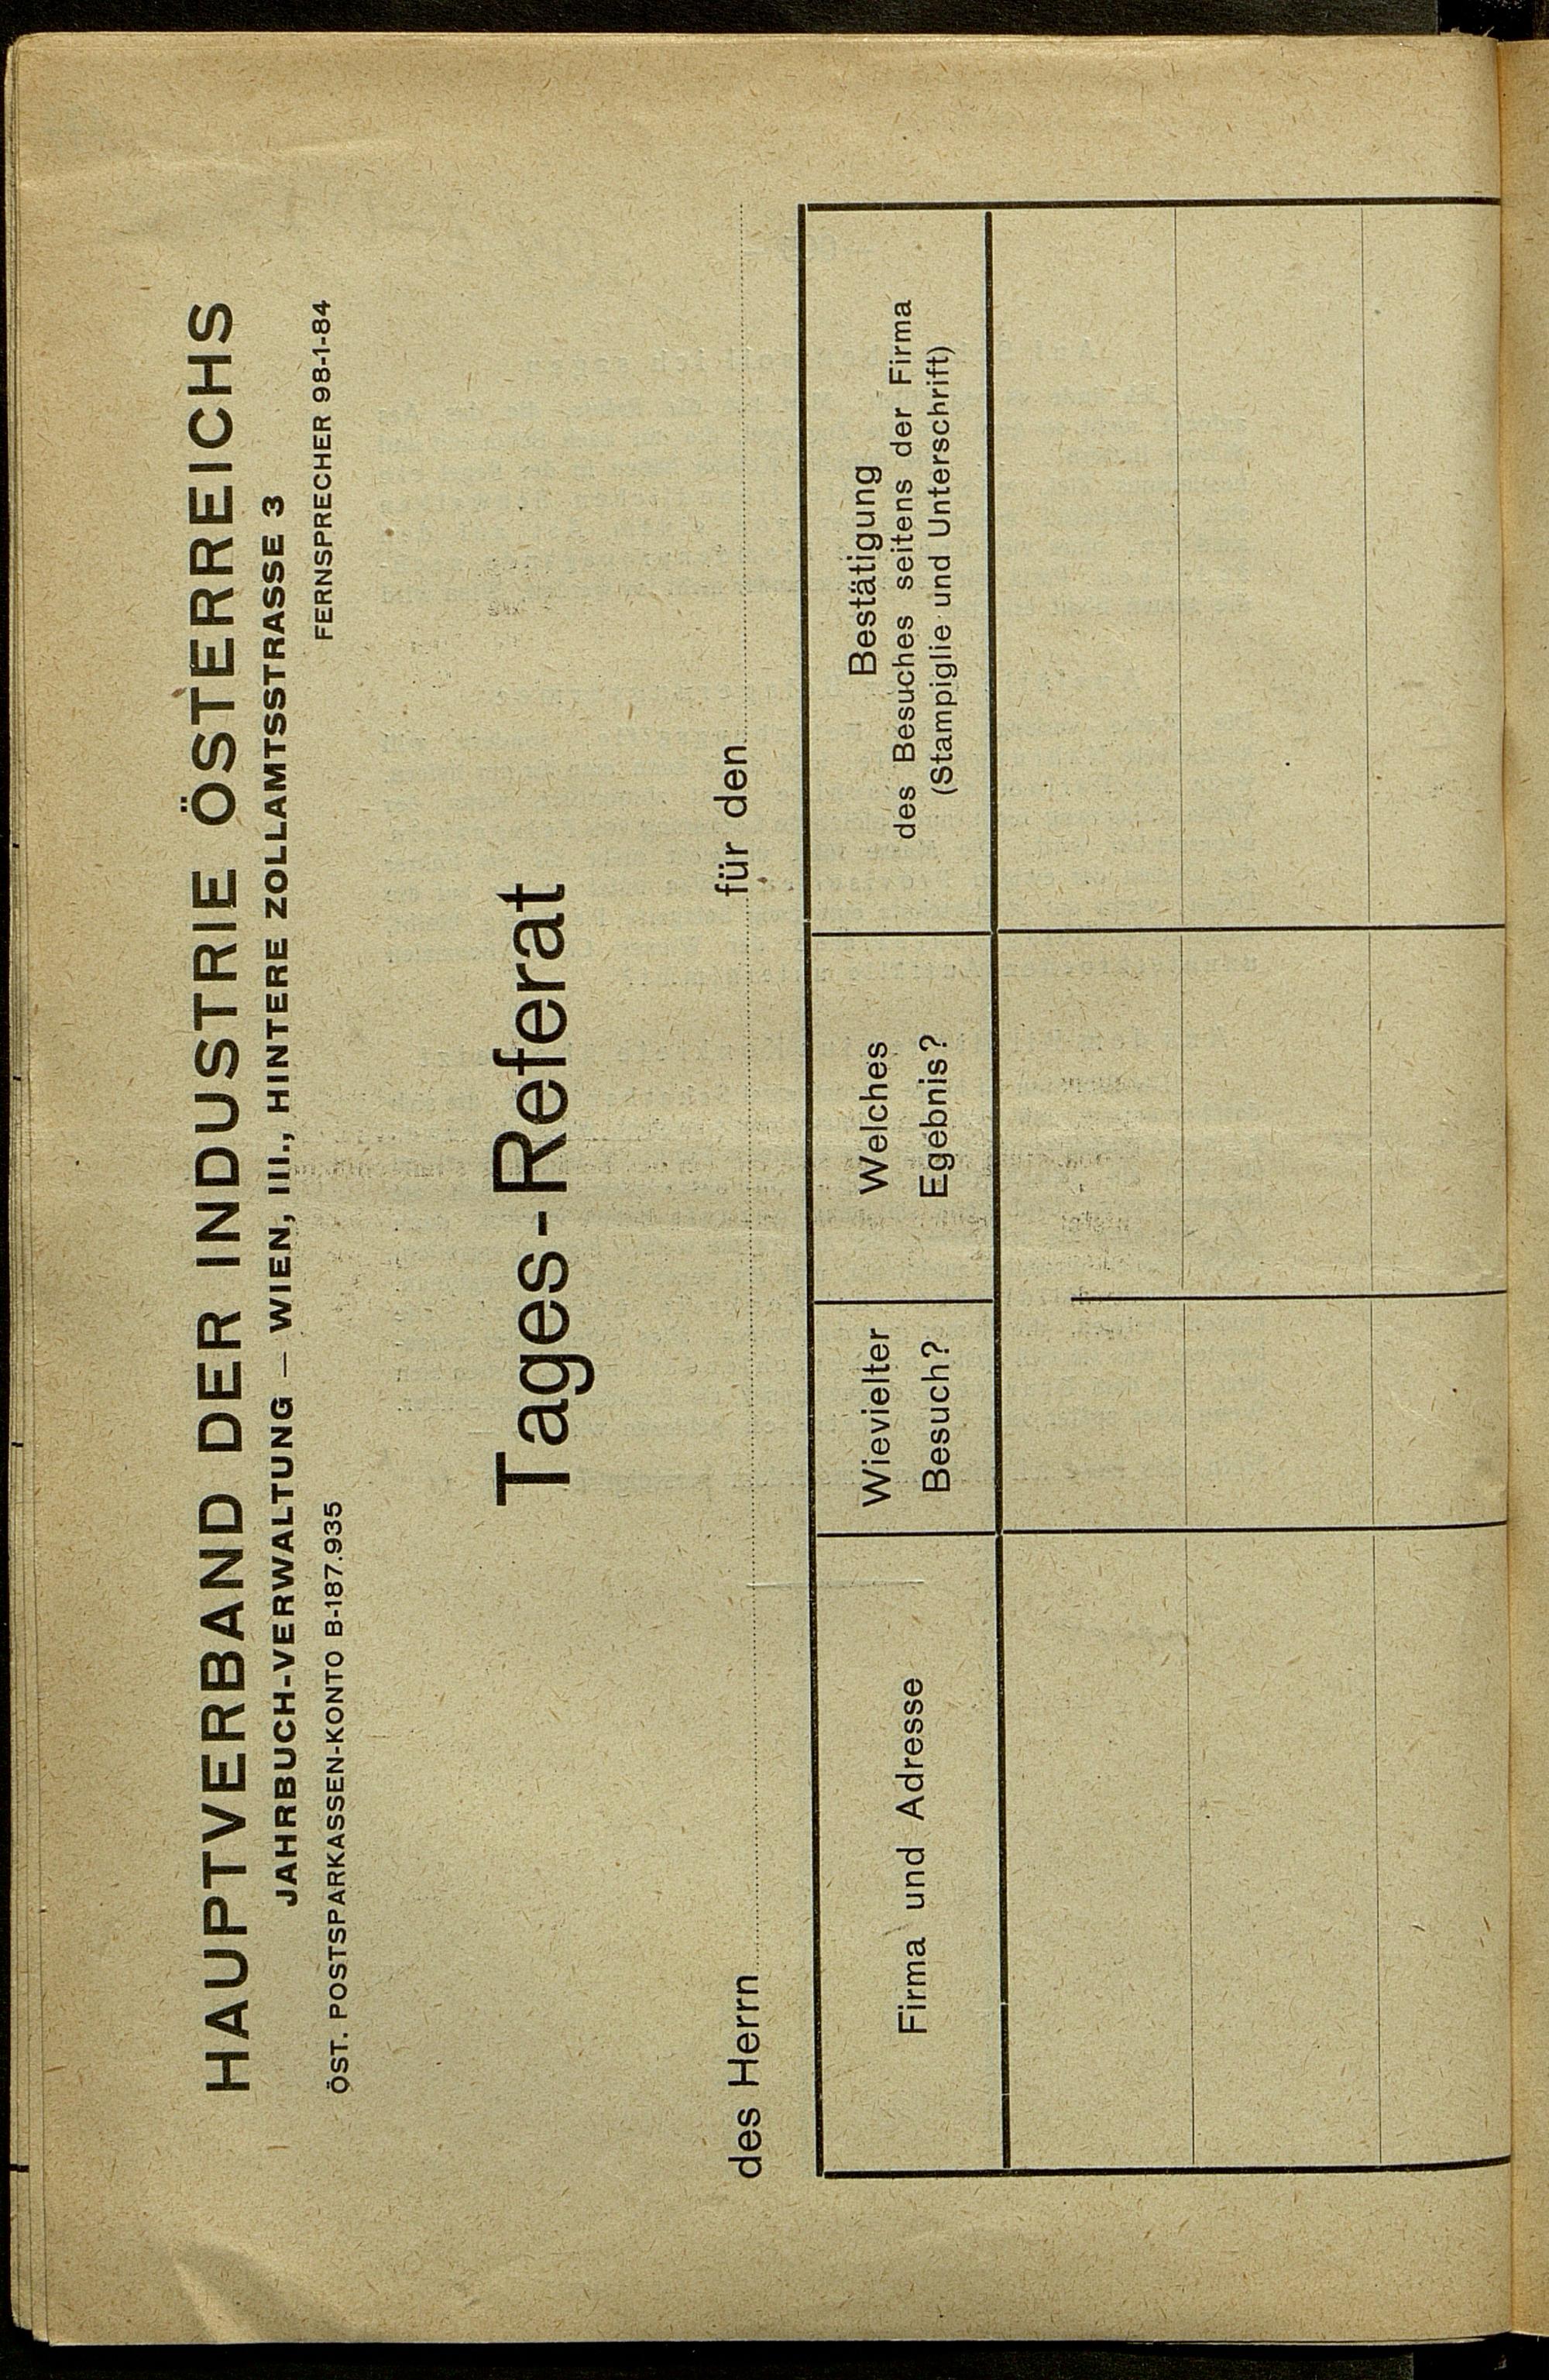 HAUPTVERBAND DER INDUSTRIE ÖSTERREICHS
JAHRBUCH-VERWALTUNG — WIEN, III., HINTERE ZOLLAMTSSTRASSE 3
ÖST. POSTSPARKASSEN-KONTO B-187.935 FERNSPRECHER 98-1-84
Tages-Referat
des Herrn für den
Firma und Adresse
Wievielter
Besuch?
Welches
Egebnis?
Bestätigung
des Besuches seitens der Firma
(Stampiglie und Unterschrift)